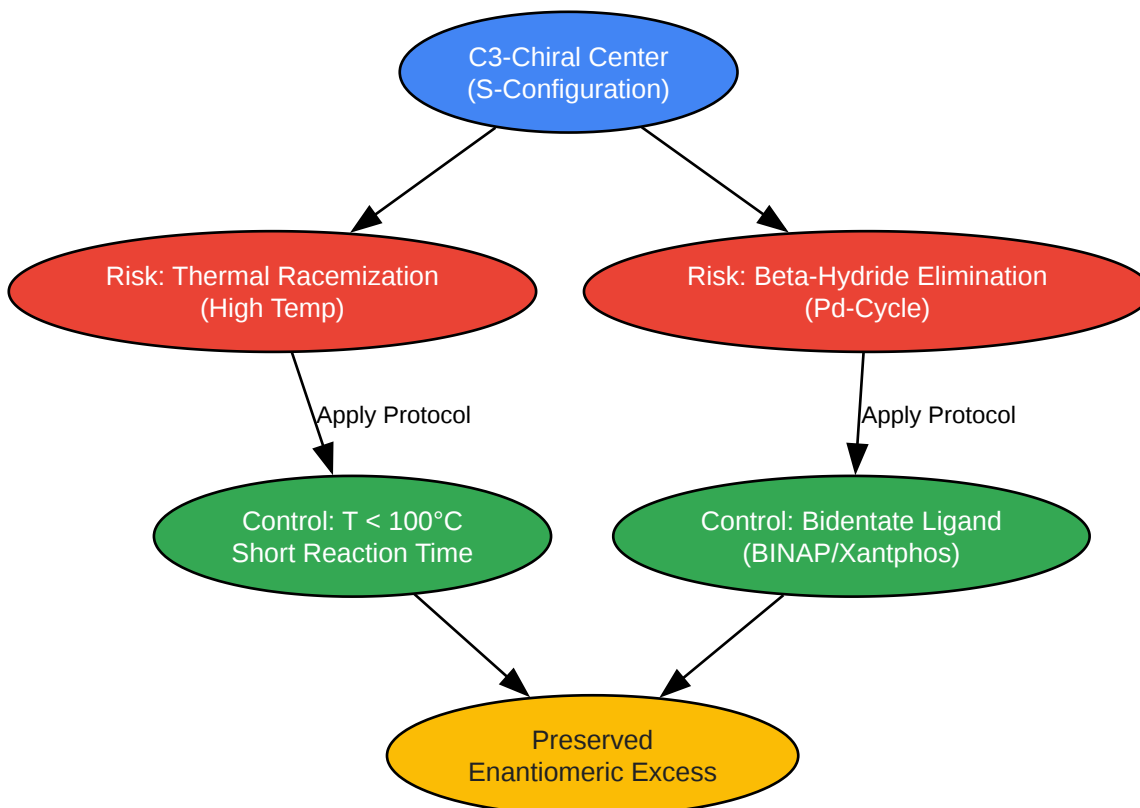 C3-Chiral Center
(S-Configuration)
Risk: Thermal Racemization
(High Temp)
Risk: Beta-Hydride Elimination
(Pd-Cycle)
Apply Protocol
Apply Protocol
Control: T < 100°C
Short Reaction Time
Control: Bidentate Ligand
(BINAP/Xantphos)
Preserved
Enantiomeric Excess